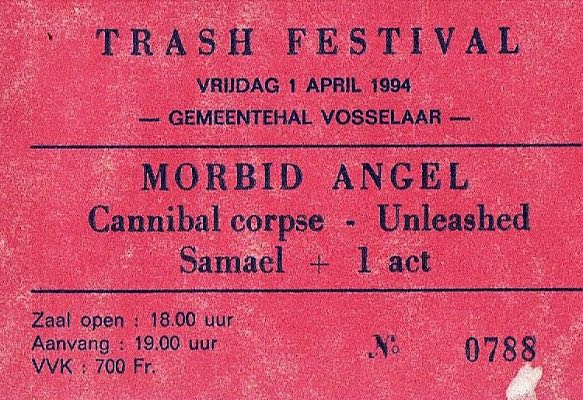 TRASH FESTIVAL
VRIJDAG 1 APRIL 1994
— GEMEENTEHAL VOSSELAAR —
MORBID ANGEL
Cannibal corpse - Unleashed
Samael + 1 act
Zaal open : 18.00 uur
Aanvang : 19.00 uur
VVK : 700 Fr.
No 0788